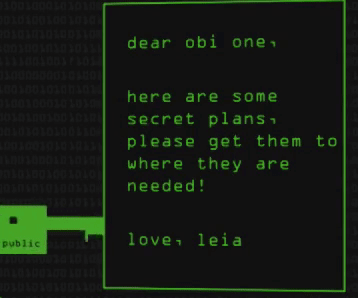 dear obi one,
here are some
secret plans,
please get them to
where they are
needed!
love, leia
public